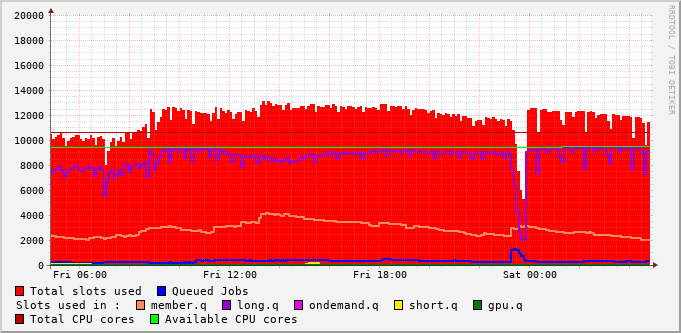 20000
18000
16000
14000
12000
10000
8000
6000
4000
2000
0
Fri 06:00 Fri 12:00 Fri 18:00 Sat 00:00
RRDTOOL / TOBI OETIKER
Total slots used Queued Jobs
Slots used in : member.q long.q ondemand.q short.q gpu.q
Total CPU cores Available CPU cores